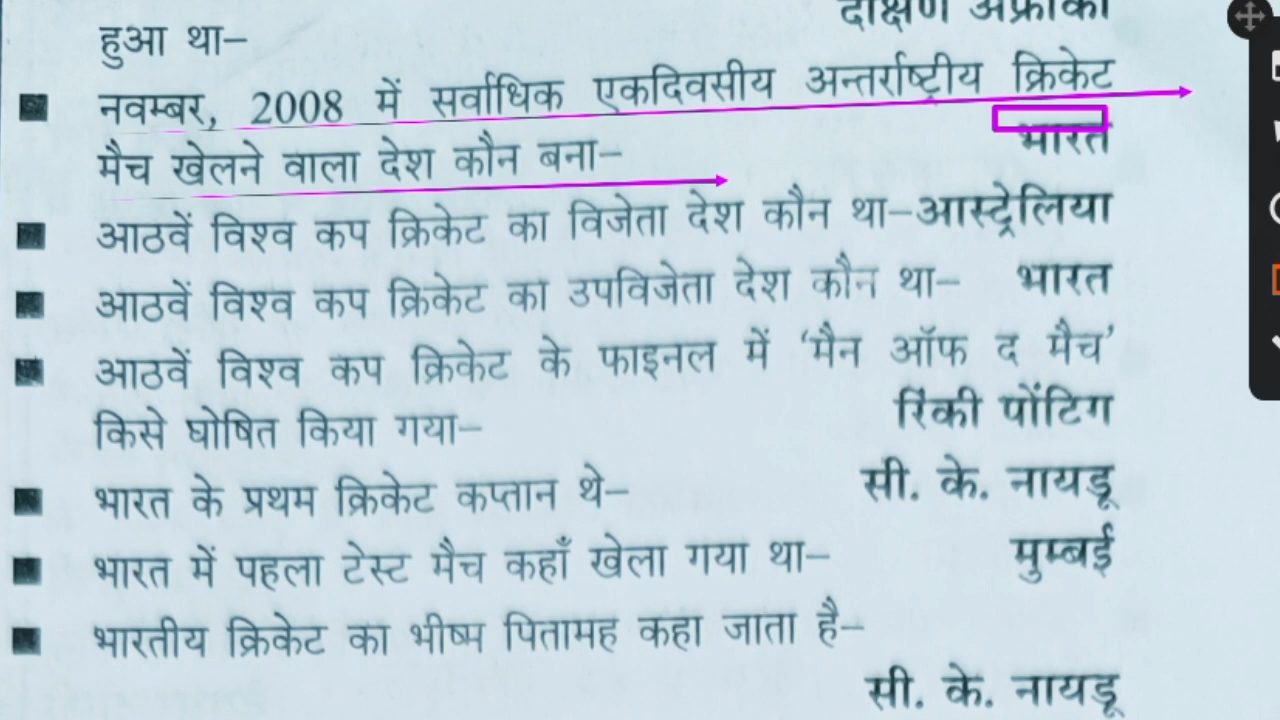 दक्षिण अफ्रीका
हुआ था–
नवम्बर, 2008 में सर्वाधिक एकदिवसीय अन्तर्राष्ट्रीय क्रिकेट
मैच खेलने वाला देश कौन बना– भारत
आठवें विश्व कप क्रिकेट का विजेता देश कौन था–आस्ट्रेलिया
आठवें विश्व कप क्रिकेट का उपविजेता देश कौन था– भारत
आठवें विश्व कप क्रिकेट के फाइनल में ‘मैन ऑफ द मैच’
किसे घोषित किया गया– रिंकी पोंटिग
भारत के प्रथम क्रिकेट कप्तान थे– सी. के. नायडू
भारत में पहला टेस्ट मैच कहाँ खेला गया था– मुम्बई
भारतीय क्रिकेट का भीष्म पितामह कहा जाता है–
सी. के. नायडू